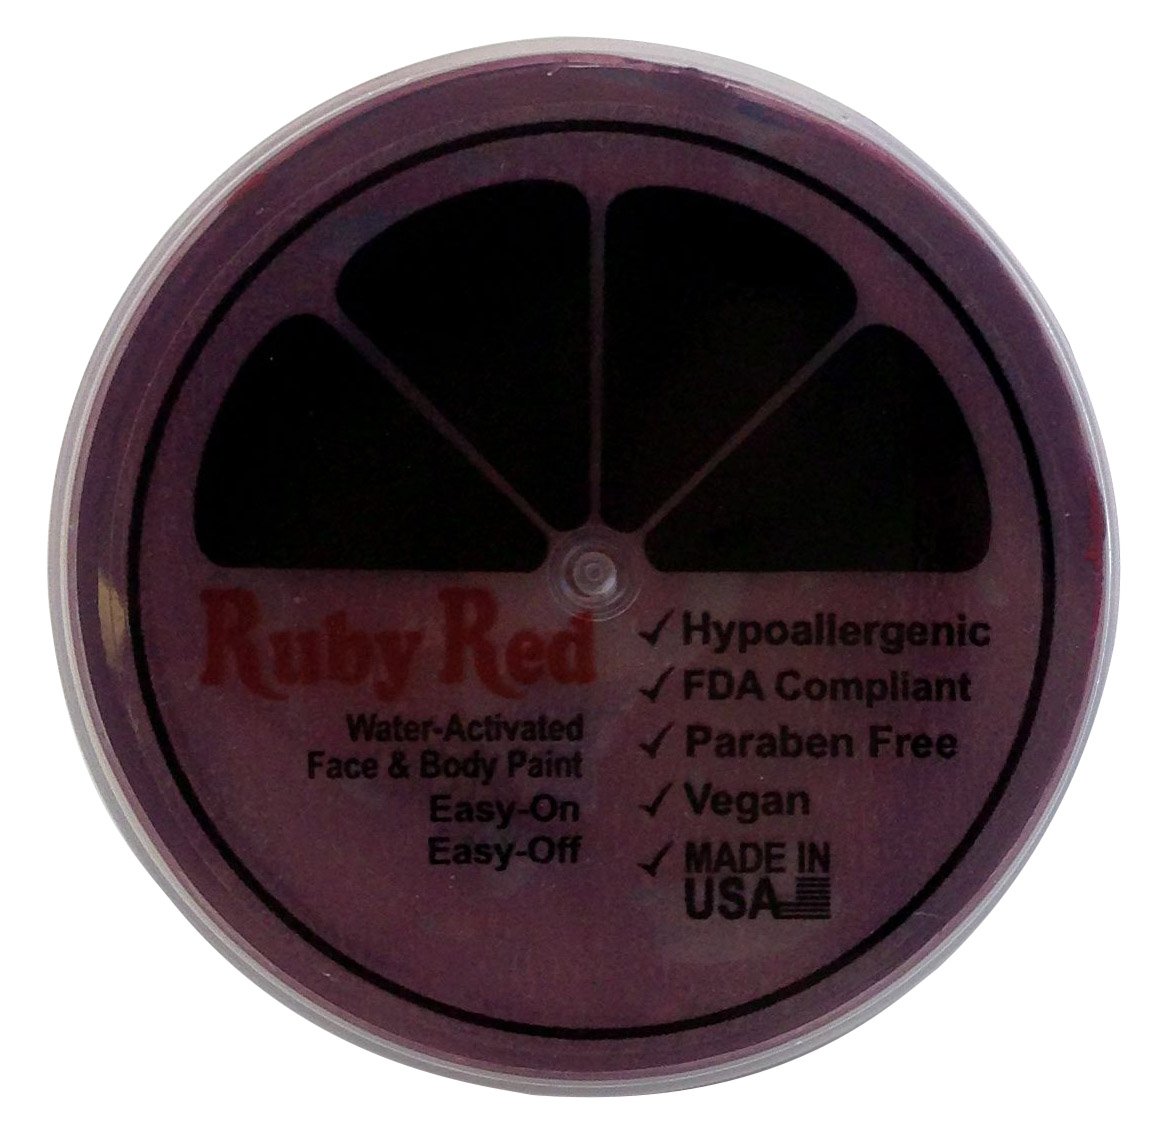 Ruby Red
Water-Activated
Face & Body Paint
Easy-On
Easy-Off
✓ Hypoallergenic
✓ FDA Compliant
✓ Paraben Free
✓ Vegan
✓ MADE IN
USA